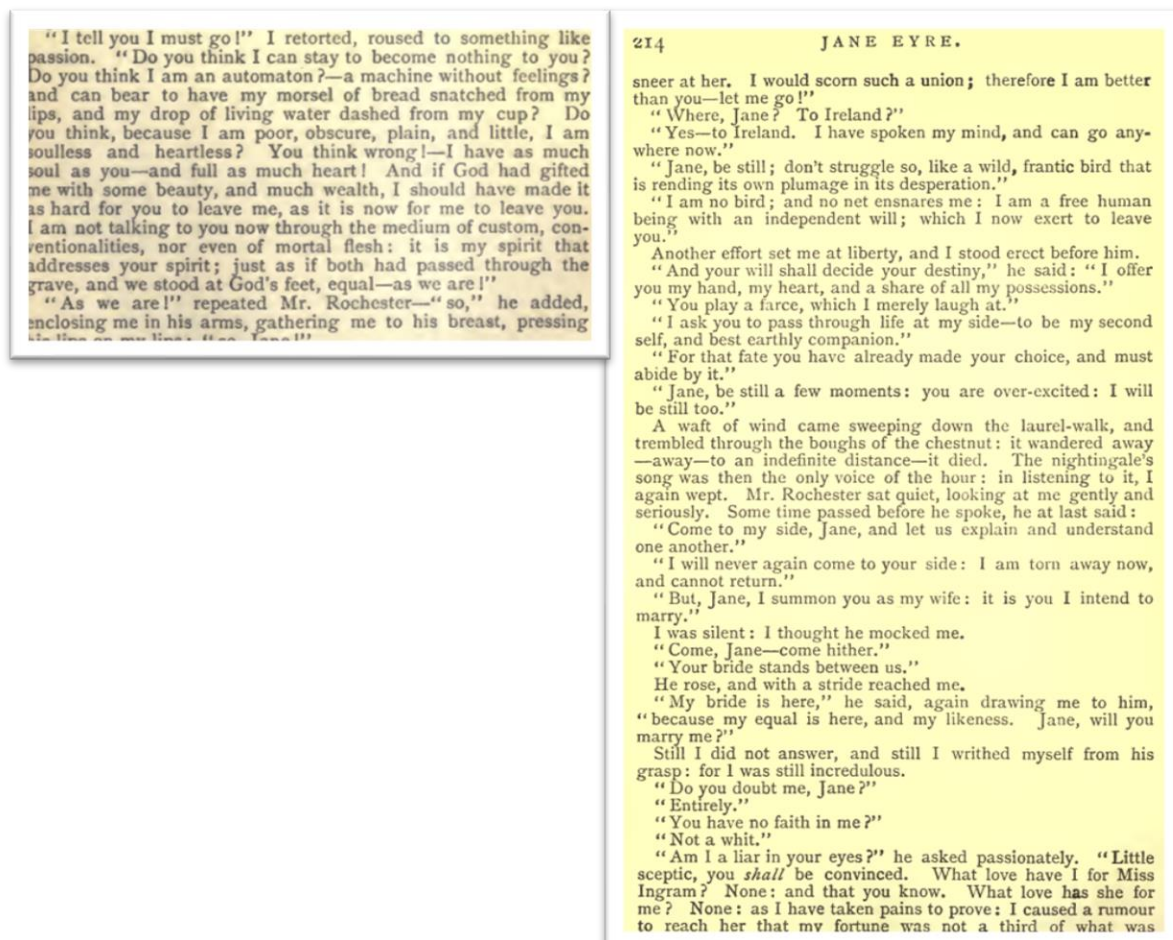 “I tell you I must go!” I retorted, roused to something like
passion. “Do you think I can stay to become nothing to you?
Do you think I am an automaton?—a machine without feelings?
and can bear to have my morsel of bread snatched from my
lips, and my drop of living water dashed from my cup? Do
you think, because I am poor, obscure, plain, and little, I am
soulless and heartless? You think wrong!—I have as much
soul as you—and full as much heart! And if God had gifted
me with some beauty, and much wealth, I should have made it
as hard for you to leave me, as it is now for me to leave you.
I am not talking to you now through the medium of custom, con-
ventionalities, nor even of mortal flesh: it is my spirit that
addresses your spirit; just as if both had passed through the
grave, and we stood at God's feet, equal—as we are!”
“As we are!” repeated Mr. Rochester—“so,” he added,
enclosing me in his arms, gathering me to his breast, pressing
214 JANE EYRE.
sneer at her. I would scorn such a union; therefore I am better
than you—let me go!”
“Where, Jane? To Ireland?”
“Yes—to Ireland. I have spoken my mind, and can go any-
where now.”
“Jane, be still; don't struggle so, like a wild, frantic bird that
is rending its own plumage in its desperation.”
“I am no bird; and no net ensnares me: I am a free human
being with an independent will; which I now exert to leave
you.”
Another effort set me at liberty, and I stood erect before him.
“And your will shall decide your destiny,” he said: “I offer
you my hand, my heart, and a share of all my possessions.”
“You play a farce, which I merely laugh at.”
“I ask you to pass through life at my side—to be my second
self, and best earthly companion.”
“For that fate you have already made your choice, and must
abide by it.”
“Jane, be still a few moments: you are over-excited: I will
be still too.”
A waft of wind came sweeping down the laurel-walk, and
trembled through the boughs of the chestnut: it wandered away
—away—to an indefinite distance—it died. The nightingale's
song was then the only voice of the hour: in listening to it, I
again wept. Mr. Rochester sat quiet, looking at me gently and
seriously. Some time passed before he spoke, he at last said:
“Come to my side, Jane, and let us explain and understand
one another.”
“I will never again come to your side: I am torn away now,
and cannot return.”
“But, Jane, I summon you as my wife: it is you I intend to
marry.”
I was silent: I thought he mocked me.
“Come, Jane—come hither.”
“Your bride stands between us.”
He rose, and with a stride reached me.
“My bride is here,” he said, again drawing me to him,
“because my equal is here, and my likeness. Jane, will you
marry me?”
Still I did not answer, and still I writhed myself from his
grasp: for I was still incredulous.
“Do you doubt me, Jane?”
“Entirely.”
“You have no faith in me?”
“Not a whit.”
“Am I a liar in your eyes?” he asked passionately. “Little
sceptic, you shall be convinced. What love have I for Miss
Ingram? None: and that you know. What love has she for
me? None: as I have taken pains to prove: I caused a rumour
to reach her that my fortune was not a third of what was